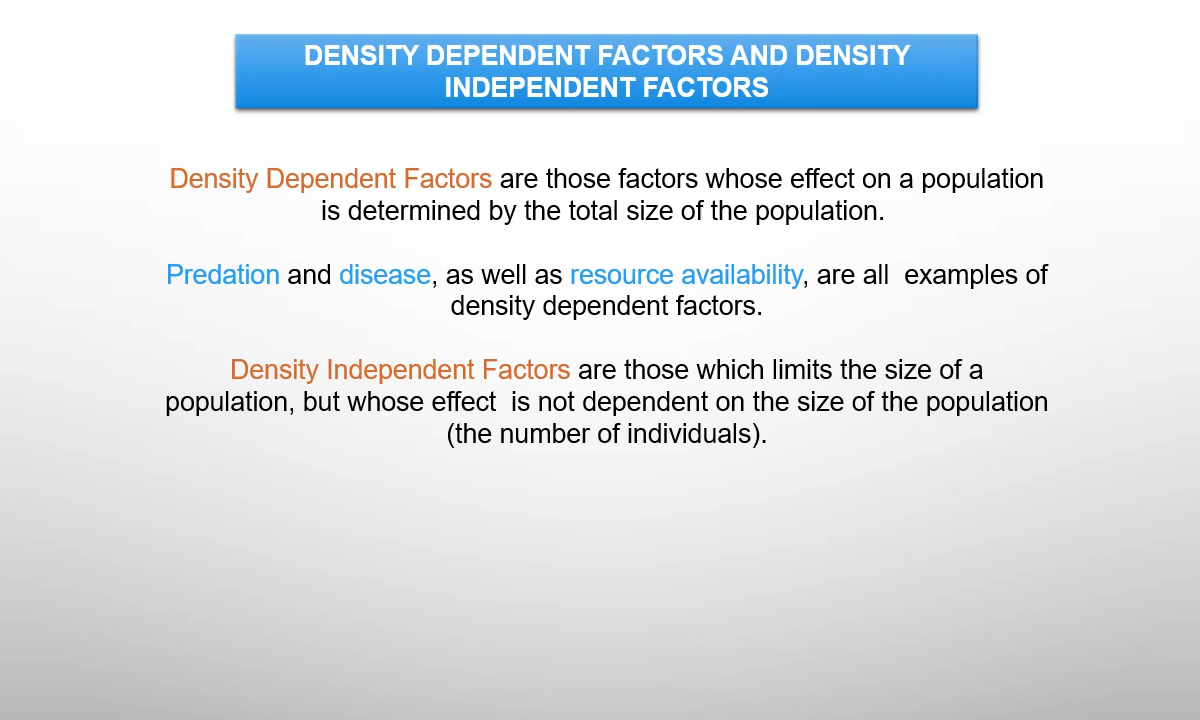 DENSITY DEPENDENT FACTORS AND DENSITY
INDEPENDENT FACTORS
Density Dependent Factors are those factors whose effect on a population
is determined by the total size of the population.
Predation and disease, as well as resource availability, are all  examples of
density dependent factors.
Density Independent Factors are those which limits the size of a
population, but whose effect  is not dependent on the size of the population
(the number of individuals).